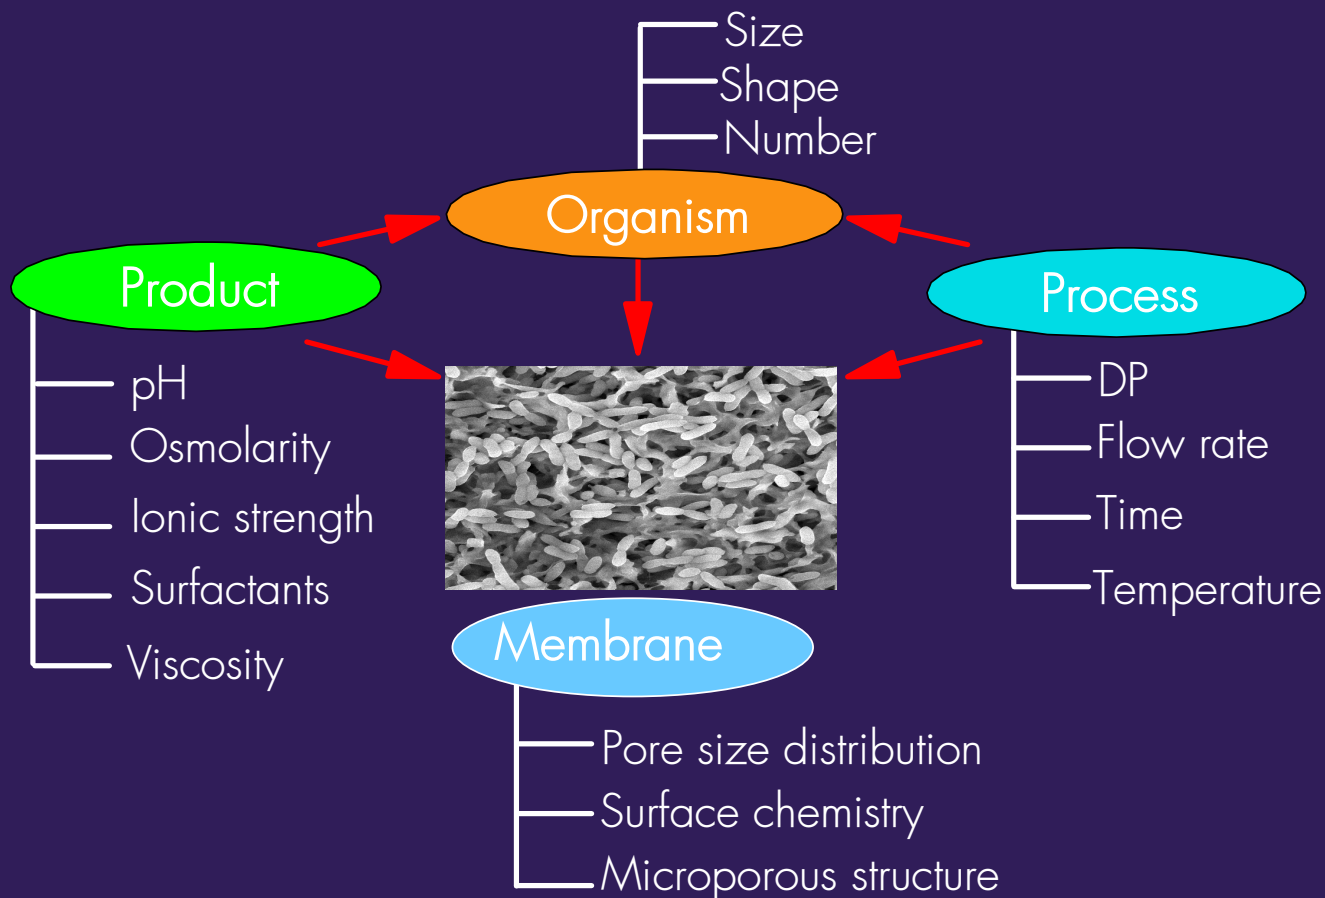 Size
Shape
Number
Organism
Product
pH
Osmolarity
Ionic strength
Surfactants
Viscosity
Process
DP
Flow rate
Time
Temperature
Membrane
Pore size distribution
Surface chemistry
Microporous structure